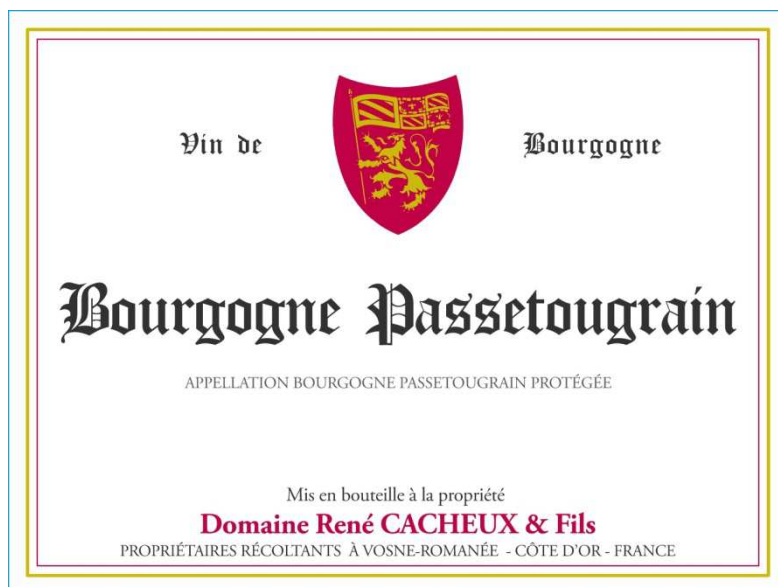 Vin de Bourgogne
Bourgogne Passetougrain
APPELLATION BOURGOGNE PASSETOUGRAIN PROTÉGÉE
Mis en bouteille à la propriété
Domaine René CACHEUX & Fils
PROPRIÉTAIRES RÉCOLTANTS À VOSNE-ROMANÉE - CÔTE D'OR - FRANCE